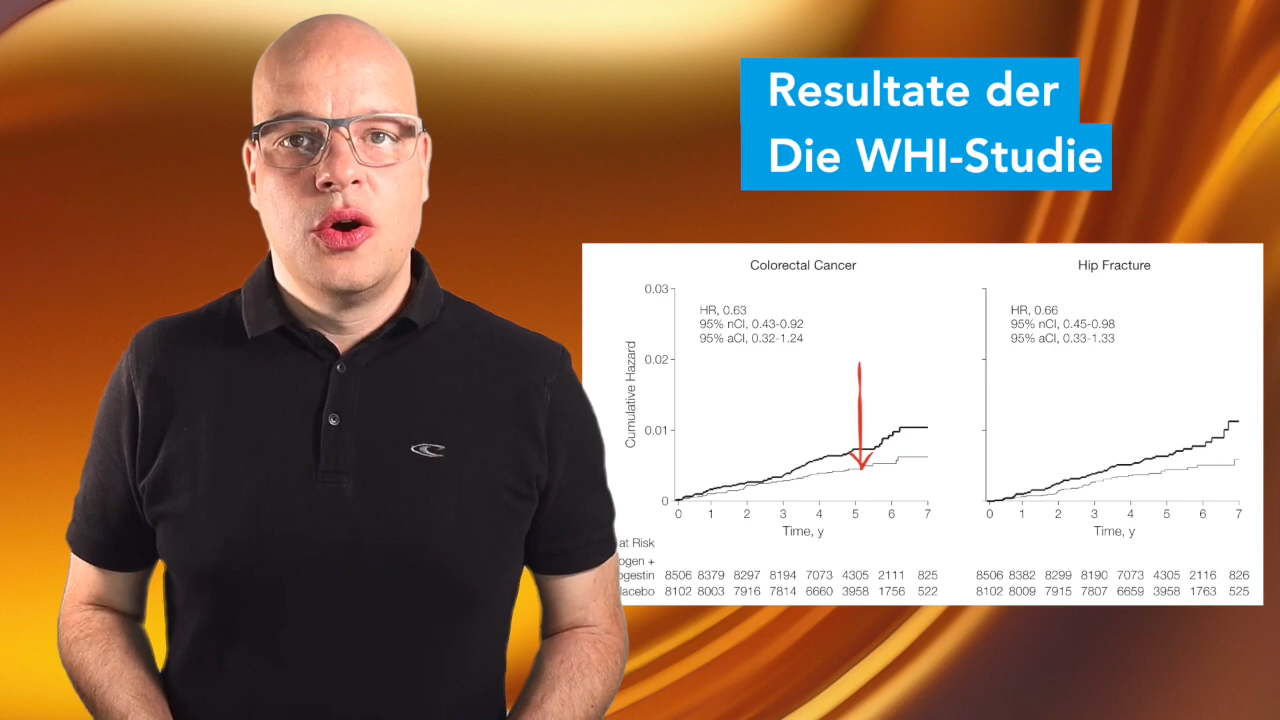 Resultate der
Die WHI-Studie
Colorectal Cancer
Hip Fracture
Cumulative Hazard
0.03
0.02
0.01
0
HR, 0.63
95% nCI, 0.43-0.92
95% aCI, 0.32-1.24
HR, 0.66
95% nCI, 0.45-0.98
95% aCI, 0.33-1.33
0 1 2 3 4 5 6 7
0 1 2 3 4 5 6 7
Time, y
Time, y
at Risk
ogen +
ogestin 8506 8379 8297 8194 7073 4305 2111 825
8506 8382 8299 8190 7073 4305 2116 826
lacebo 8102 8003 7916 7814 6660 3958 1756 522
8102 8009 7915 7807 6659 3958 1763 525